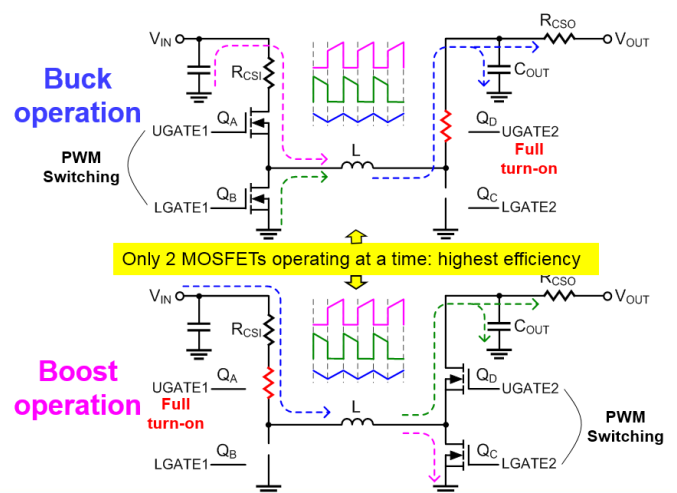 VIN
RCSI
RCSO
VOUT
COUT
Buck
operation
QA
UGATE1
PWM
Switching
QB
LGATE1
L
QD
UGATE2
Full
turn-on
QC
LGATE2
Only 2 MOSFETs operating at a time: highest efficiency
VIN
RCSI
RCSO
VOUT
COUT
Boost
operation
QA
UGATE1
Full
turn-on
QB
LGATE1
L
QD
UGATE2
PWM
Switching
QC
LGATE2